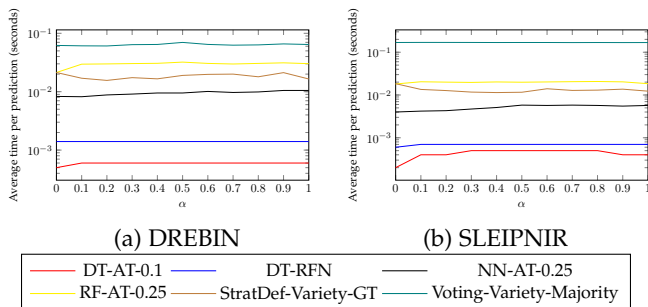 Average time per prediction (seconds)
10⁻¹
10⁻²
10⁻³
0 0.1 0.2 0.3 0.4 0.5 0.6 0.7 0.8 0.9 1
α
(a) DREBIN
Average time per prediction (seconds)
10⁻¹
10⁻²
10⁻³
0 0.1 0.2 0.3 0.4 0.5 0.6 0.7 0.8 0.9 1
α
(b) SLEIPNIR
DT-AT-0.1 DT-RFN NN-AT-0.25
RF-AT-0.25 StratDef-Variety-GT Voting-Variety-Majority